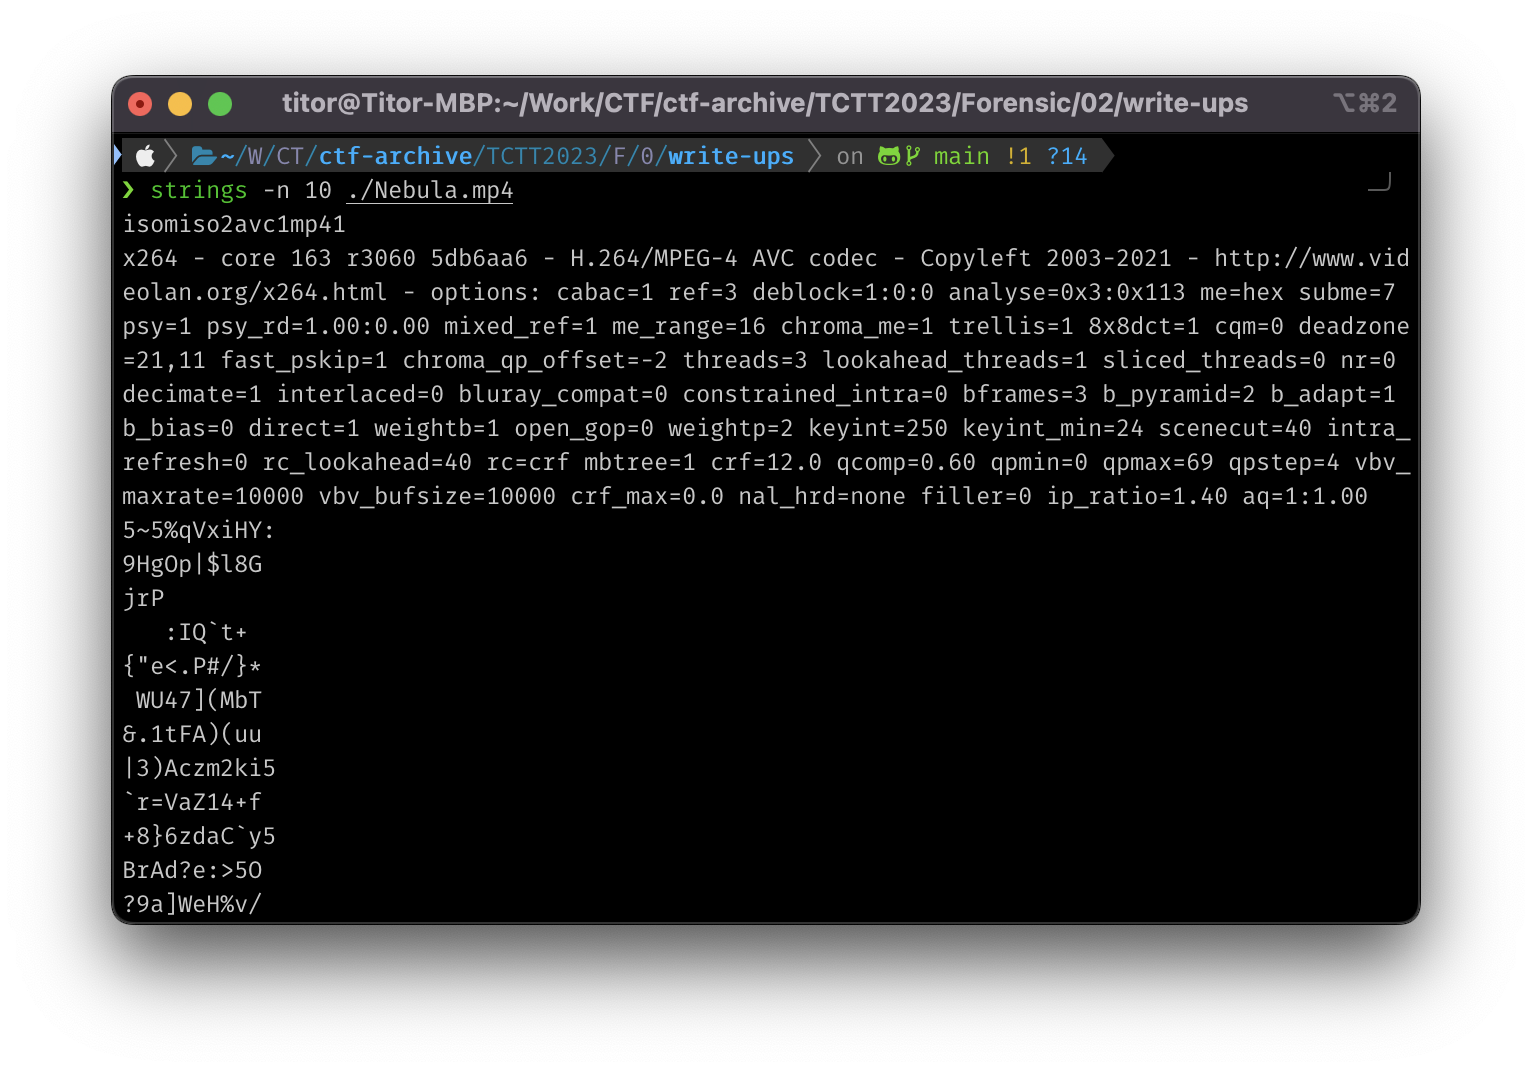 titor@Titor-MBP:~/Work/CTF/ctf-archive/TCTT2023/Forensic/02/write-ups ⌥⌘2
~/W/CT/ctf-archive/TCTT2023/F/0/write-ups on main !1 ?14
❯ strings -n 10 ./Nebula.mp4
isomiso2avc1mp41
x264 - core 163 r3060 5db6aa6 - H.264/MPEG-4 AVC codec - Copyleft 2003-2021 - http://www.vid
eolan.org/x264.html - options: cabac=1 ref=3 deblock=1:0:0 analyse=0x3:0x113 me=hex subme=7
psy=1 psy_rd=1.00:0.00 mixed_ref=1 me_range=16 chroma_me=1 trellis=1 8x8dct=1 cqm=0 deadzone
=21,11 fast_pskip=1 chroma_qp_offset=-2 threads=3 lookahead_threads=1 sliced_threads=0 nr=0
decimate=1 interlaced=0 bluray_compat=0 constrained_intra=0 bframes=3 b_pyramid=2 b_adapt=1
b_bias=0 direct=1 weightb=1 open_gop=0 weightp=2 keyint=250 keyint_min=24 scenecut=40 intra_
refresh=0 rc_lookahead=40 rc=crf mbtree=1 crf=12.0 qcomp=0.60 qpmin=0 qpmax=69 qpstep=4 vbv_
maxrate=10000 vbv_bufsize=10000 crf_max=0.0 nal_hrd=none filler=0 ip_ratio=1.40 aq=1:1.00
5~5%qVxiHY:
9HgOp|$l8G
jrP
   :IQ`t+
{"e<.P#/}*
 WU47](MbT
&.1tFA)(uu
|3)Aczm2ki5
`r=VaZ14+f
+8}6zdaC`y5
BrAd?e:>5O
?9a]WeH%v/